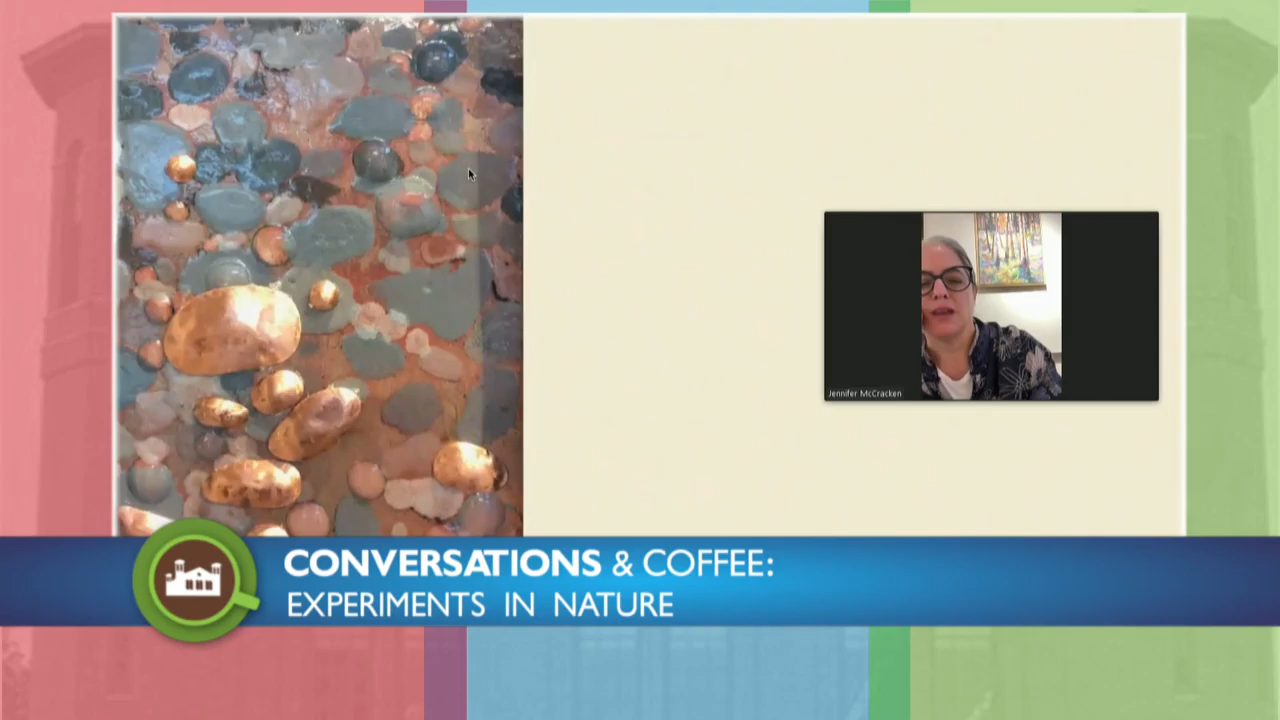 Jennifer McCracken
CONVERSATIONS & COFFEE:
EXPERIMENTS IN NATURE